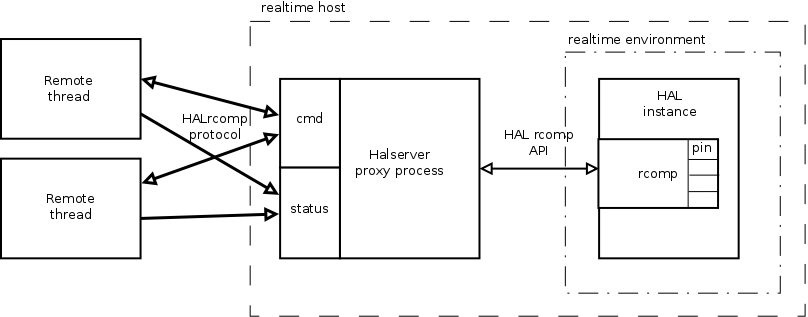 realtime host
realtime environment
Remote
thread
HALrcomp
protocol
cmd
Halserver
proxy process
HAL rcomp
API
HAL
instance
pin
rcomp
Remote
thread
status